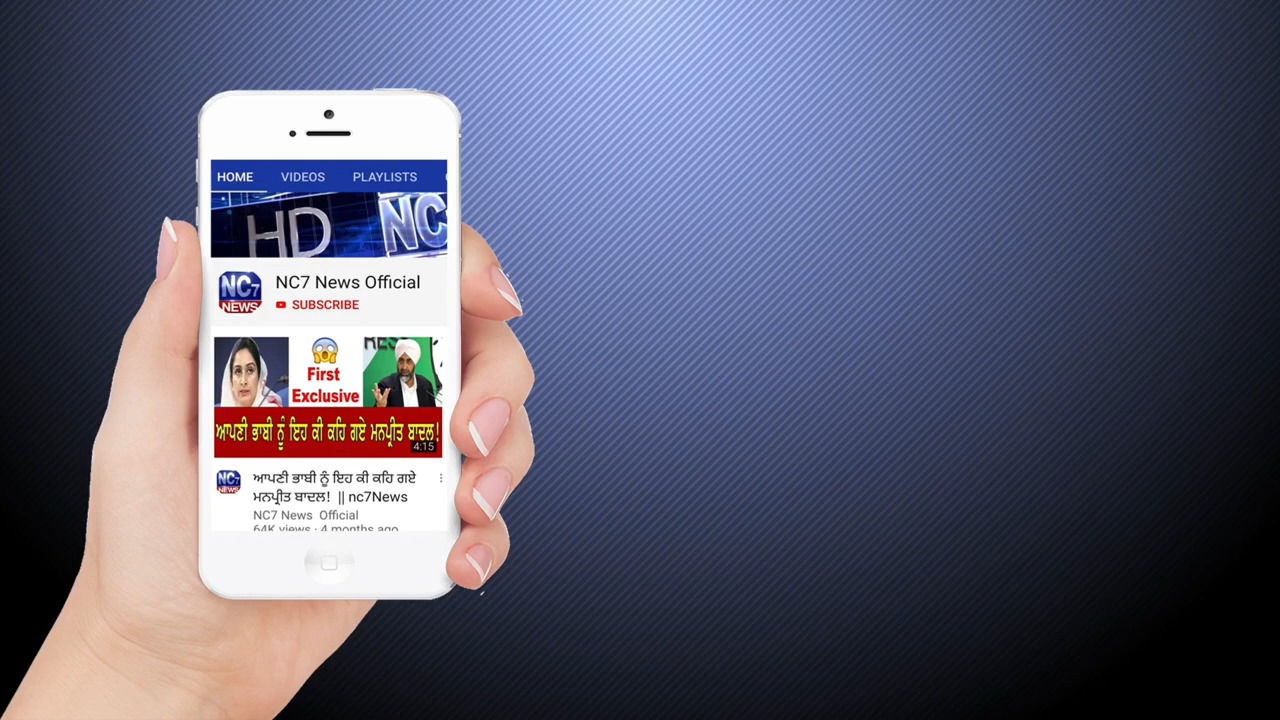 HOME VIDEOS PLAYLISTS
HD NC
NC7 NEWS
NC7 News Official
SUBSCRIBE
RES
First
Exclusive
ਆਪਣੀ ਭਾਬੀ ਨੂੰ ਇਹ ਕੀ ਕਹਿ ਗਏ ਮਨਪ੍ਰੀਤ ਬਾਦਲ!
4:15
NC7 NEWS
ਆਪਣੀ ਭਾਬੀ ਨੂੰ ਇਹ ਕੀ ਕਹਿ ਗਏ
ਮਨਪ੍ਰੀਤ ਬਾਦਲ! || nc7News
NC7 News Official
64K views · 4 months ago